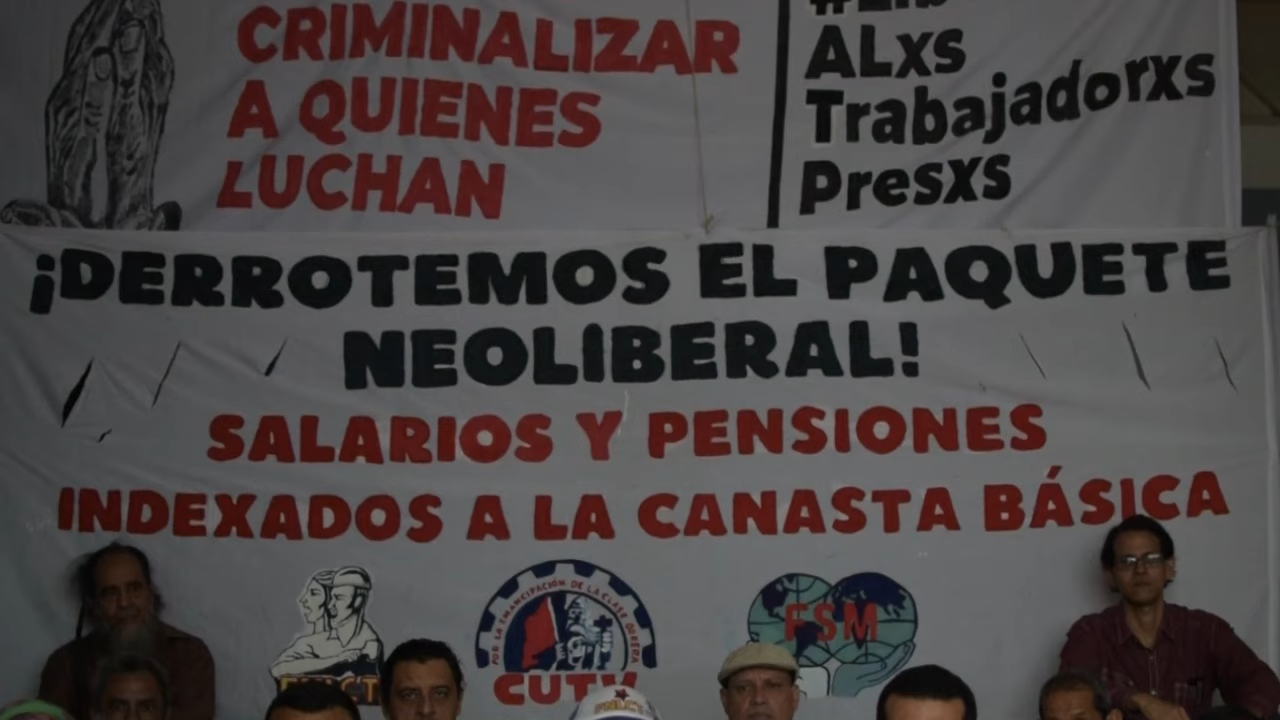 CRIMINALIZAR
A QUIENES
LUCHAN
ALxs
Trabajadorxs
Presxs
¡DERROTEMOS EL PAQUETE
NEOLIBERAL!
SALARIOS Y PENSIONES
INDEXADOS A LA CANASTA BÁSICA
POR LA EMANCIPACIÓN DE LA CLASE OBRERA
CUTV
FSM